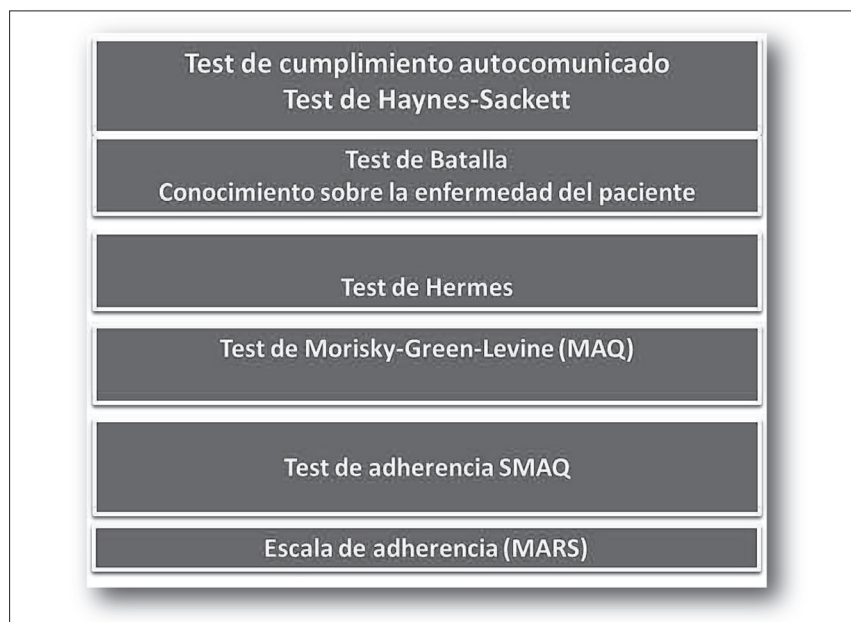 Test de cumplimiento autocomunicado
Test de Haynes-Sackett
Test de Batalla
Conocimiento sobre la enfermedad del paciente
Test de Hermes
Test de Morisky-Green-Levine (MAQ)
Test de adherencia SMAQ
Escala de adherencia (MARS)